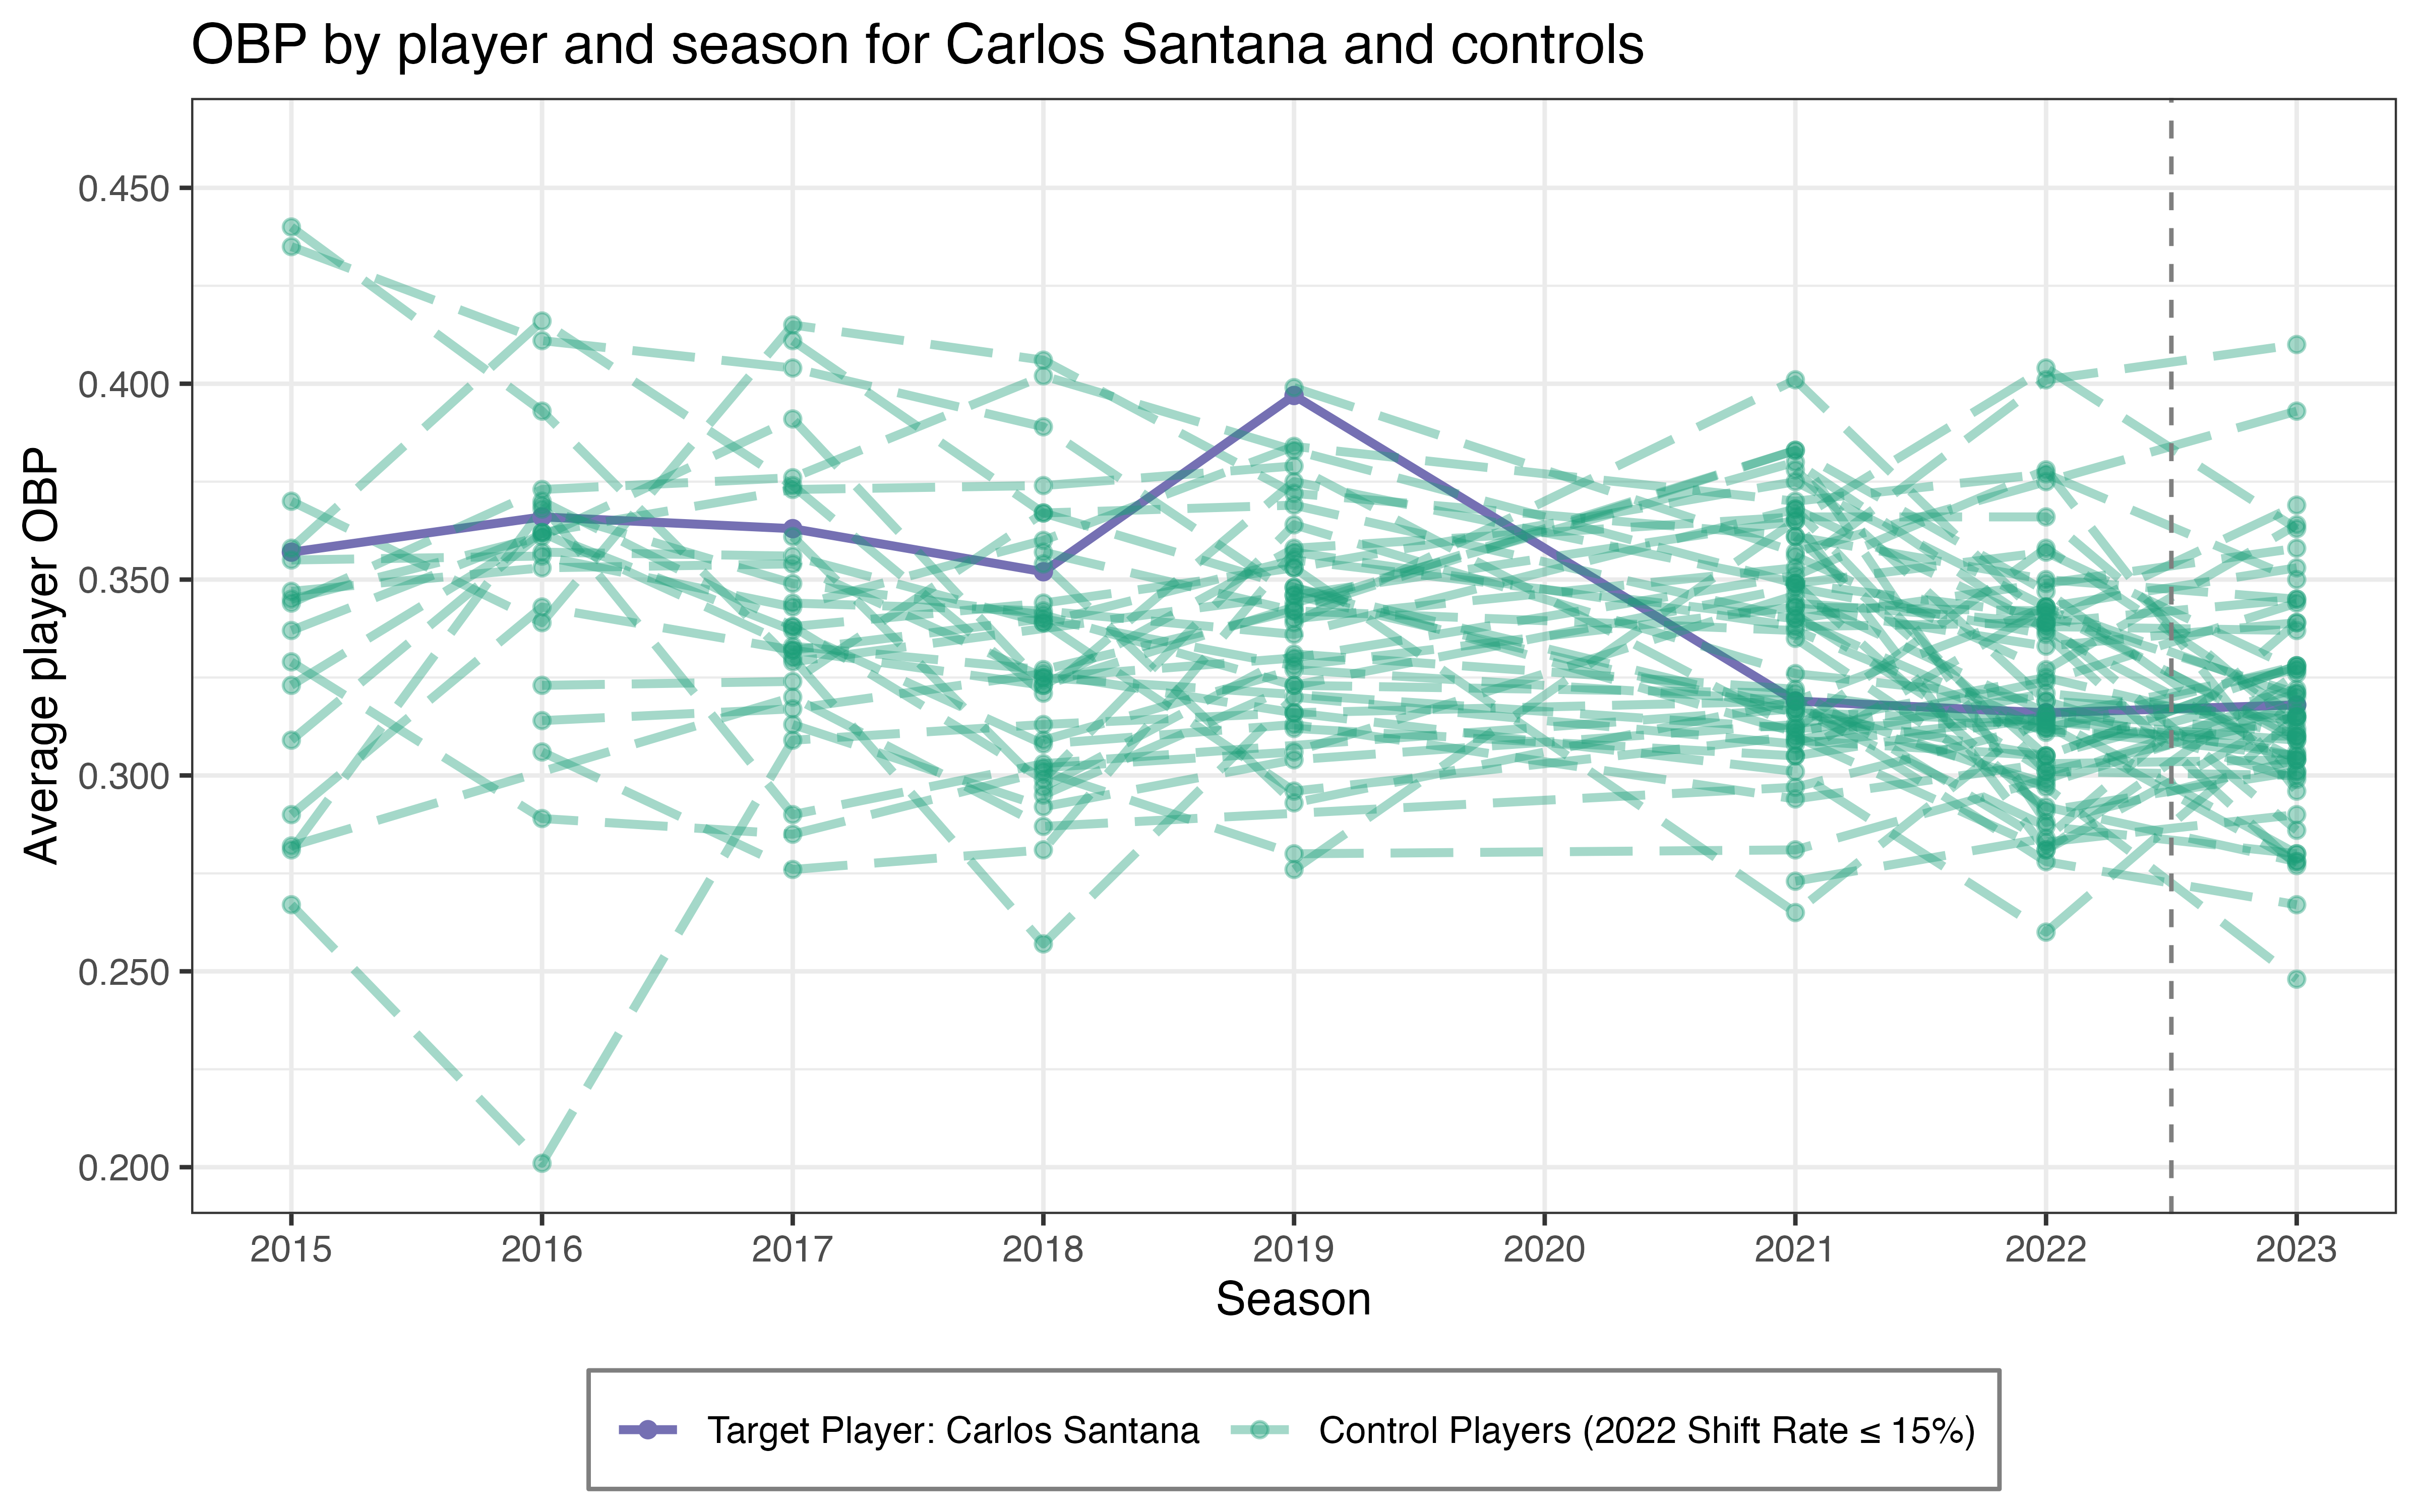 OBP by player and season for Carlos Santana and controls
Average player OBP
0.450
0.400
0.350
0.300
0.250
0.200
2015 2016 2017 2018 2019 2020 2021 2022 2023
Season
Target Player: Carlos Santana Control Players (2022 Shift Rate ≤ 15%)